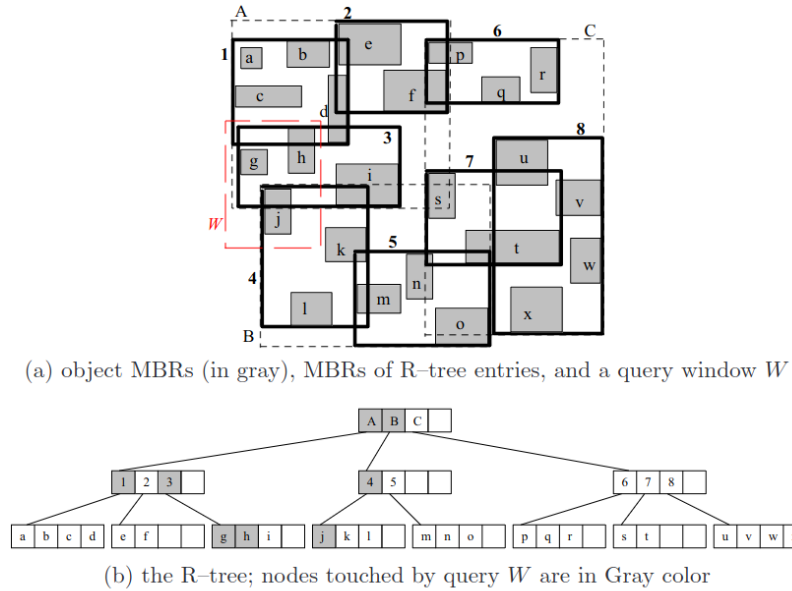 A
2
6
C
1
a
b
e
p
r
c
d
f
q
3
8
g
h
i
7
u
W
j
s
v
k
5
t
w
4
l
m
n
x
o
B
(a) object MBRs (in gray), MBRs of R–tree entries, and a query window W
A B C
1 2 3
4 5
6 7 8
a b c d
e f
g h i
j k l
m n o
p q r
s t
u v w
(b) the R–tree; nodes touched by query W are in Gray color